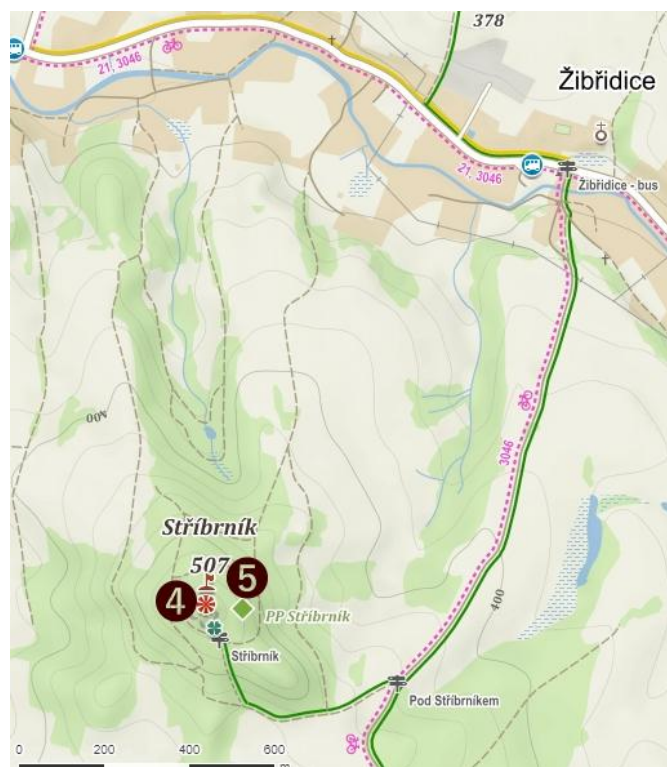 378
Žibřidice
21, 3046
21, 3046
Žibřidice - bus
3046
400
Stříbrník
507
4
5
PP Stříbrník
400
Stříbrník
Pod Stříbrníkem
0 200 400 600
m